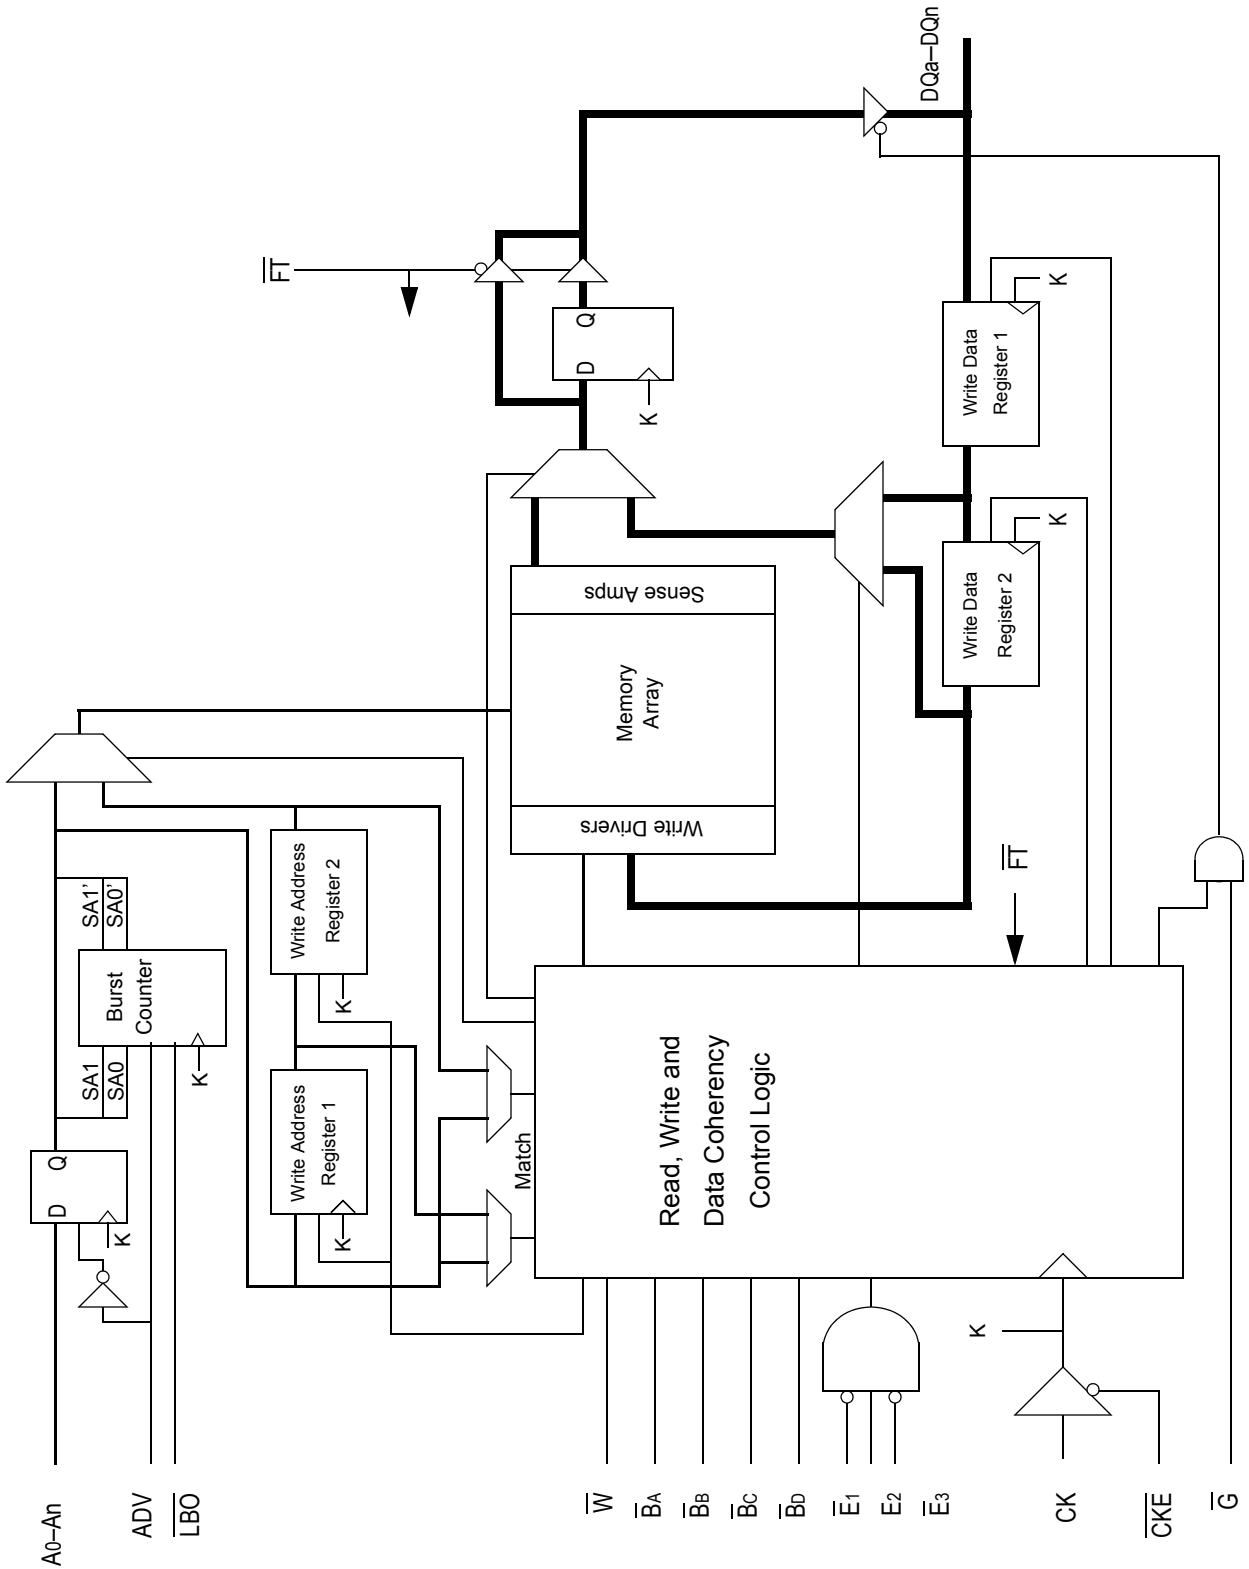 A0–An
ADV
LBO
W
BA
BB
BC
BD
E1
E2
E3
CK
CKE
G
D
Q
K
SA1
SA0
Burst
Counter
SA1’
SA0’
K
Write Address
Register 1
K
Write Address
Register 2
K
Match
Read, Write and
Data Coherency
Control Logic
K
FT
Write Drivers
Memory
Array
Sense Amps
Write Data
Register 2
K
Write Data
Register 1
K
D
Q
K
FT
DQa–DQn